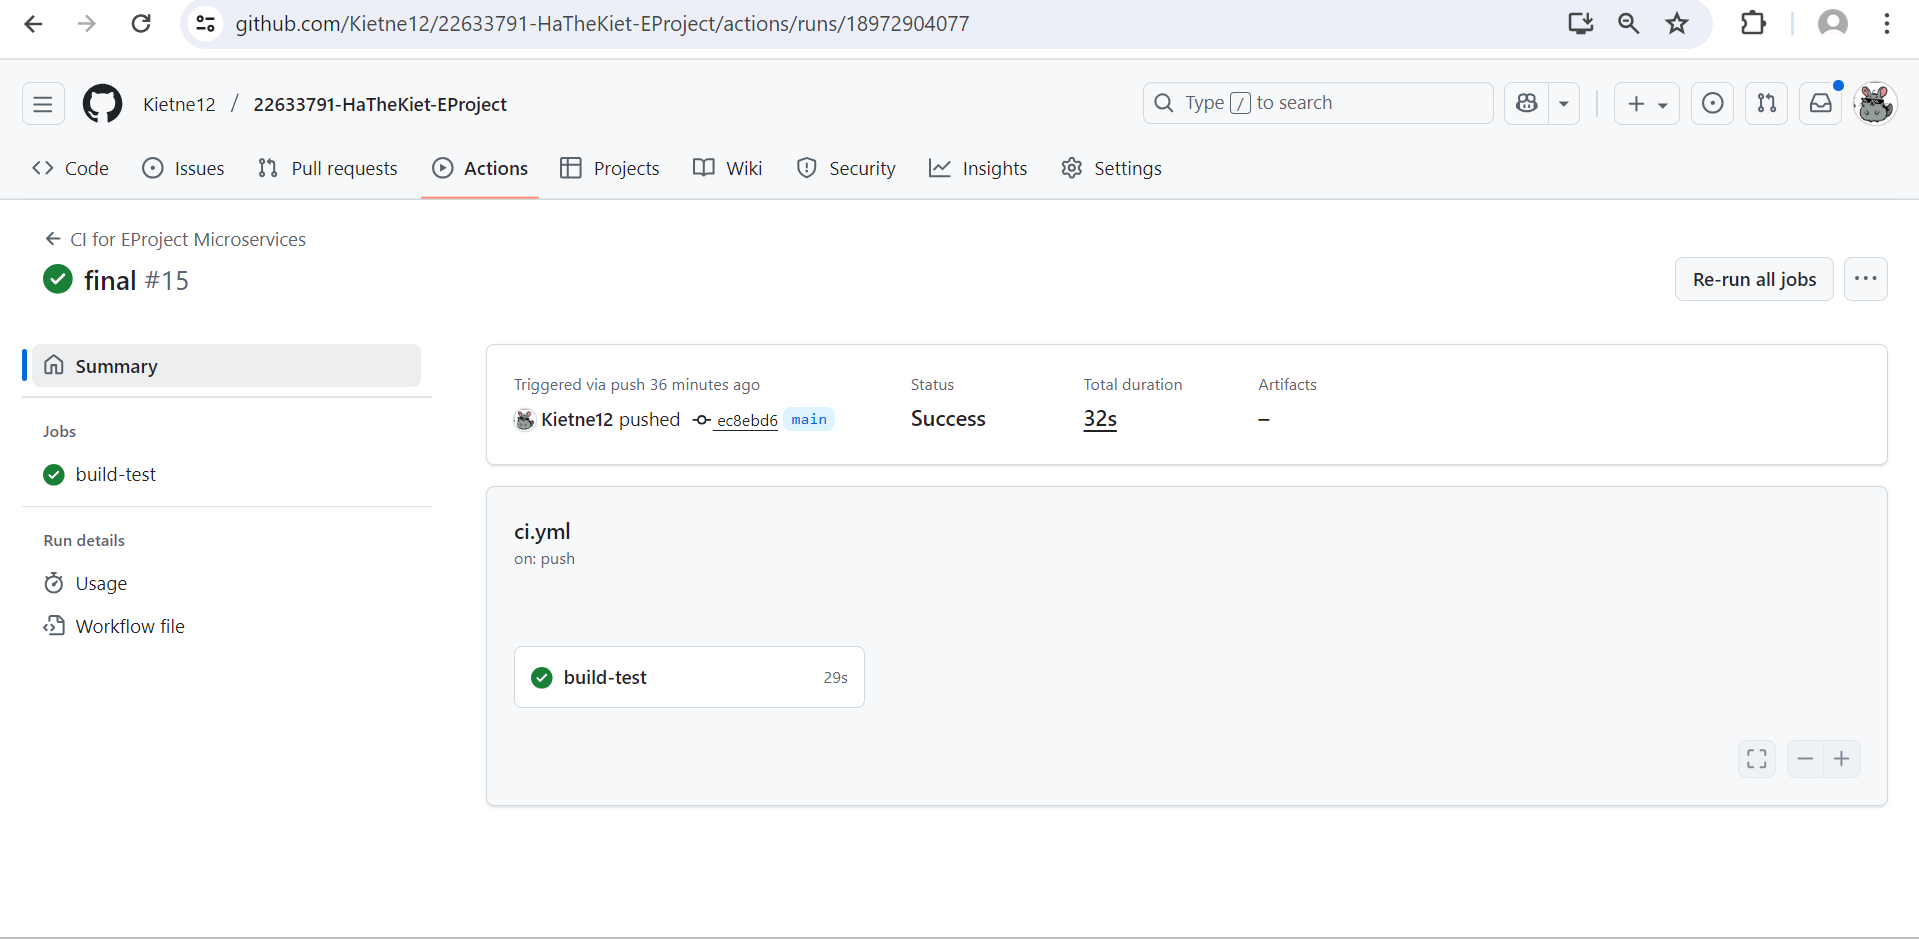 github.com/Kietne12/22633791-HaTheKiet-EProject/actions/runs/18972904077
Kietne12 / 22633791-HaTheKiet-EProject
Type / to search
Code Issues Pull requests Actions Projects Wiki Security Insights Settings
CI for EProject Microservices
final #15
Re-run all jobs
Summary
Jobs
build-test
Run details
Usage
Workflow file
Triggered via push 36 minutes ago
Kietne12 pushed ec8ebd6 main
Status
Success
Total duration
32s
Artifacts
–
ci.yml
on: push
build-test 29s